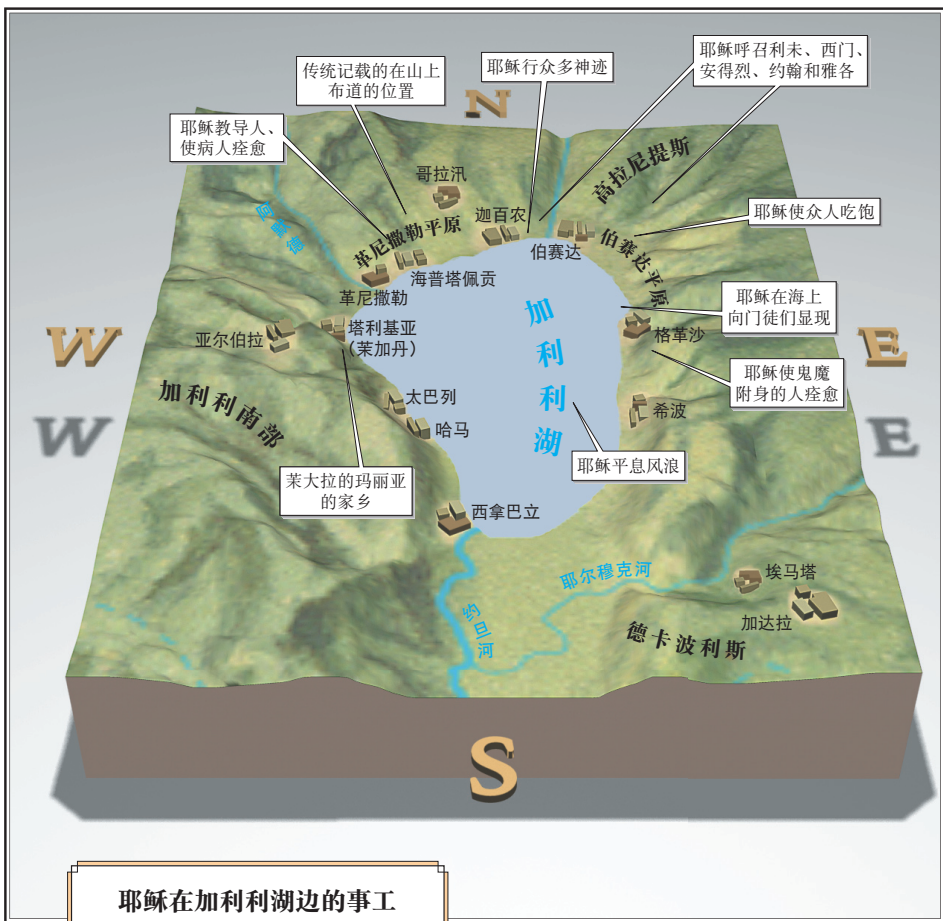 耶稣呼召利未、西门、
安得烈、约翰和雅各
耶稣行众多神迹
传统记载的在山上
布道的位置
N
耶稣教导人、
使病人痊愈
高拉尼提斯
哥拉汛
耶稣使众人吃饱
迦百农
革尼撒勒平原
伯赛达
伯赛达平原
海普塔佩贡
革尼撒勒
耶稣在海上
向门徒们显现
加利利湖
W
亚尔伯拉
塔利基亚
(茉加丹)
格革沙
E
耶稣使鬼魔
附身的人痊愈
加利利南部
太巴列
哈马
希波
W
E
耶稣平息风浪
茉大拉的玛丽亚
的家乡
西拿巴立
耶尔穆克河
埃马塔
约旦河
加达拉
德卡波利斯
S
耶稣在加利利湖边的事工